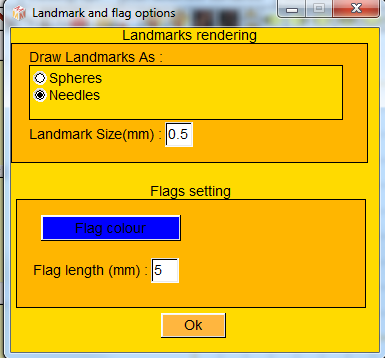 Landmark and flag options
Landmarks rendering
Draw Landmarks As :
Spheres
Needles
Landmark Size(mm) : 0.5
Flags setting
Flag colour
Flag length (mm) : 5
Ok